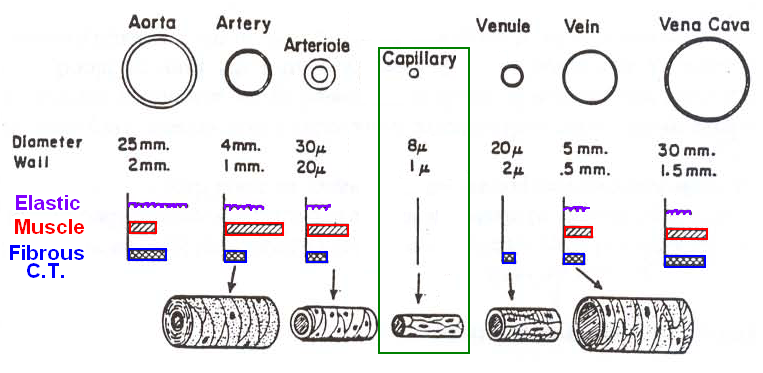 Aorta Artery Arteriole Capillary Venule Vein Vena Cava
Diameter 25 mm. 4 mm. 30μ 8μ 20μ 5 mm. 30 mm.
Wall 2 mm. 1 mm. 20μ 1μ 2μ .5 mm. 1.5 mm.
Elastic
Muscle
Fibrous
C.T.